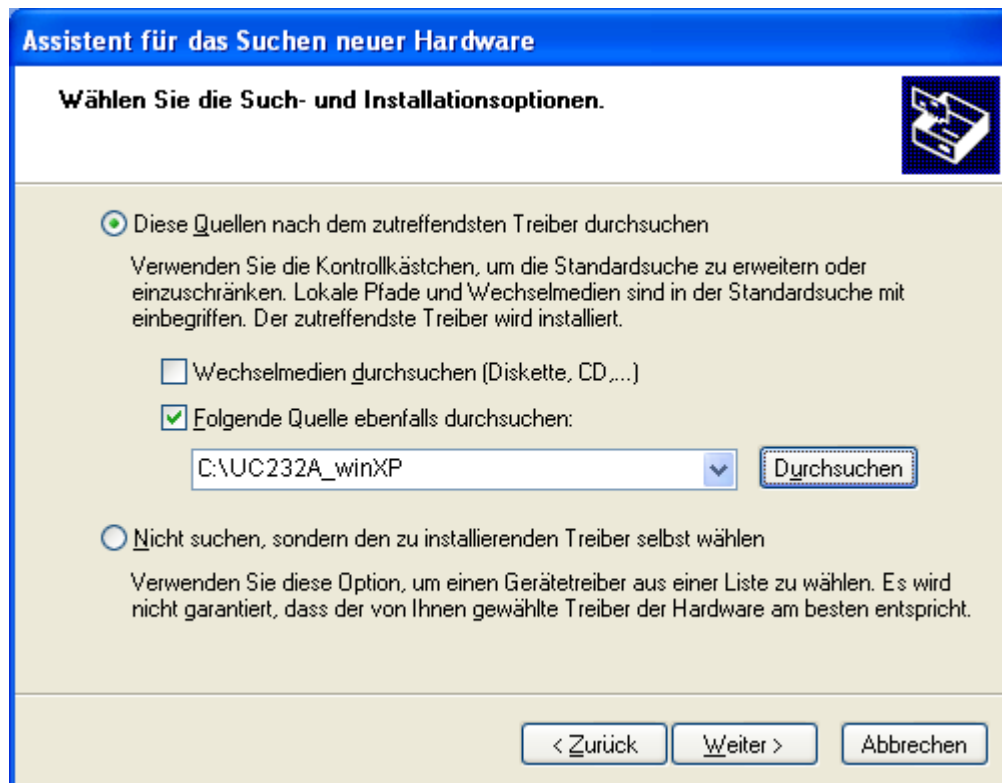 Assistent für das Suchen neuer Hardware
Wählen Sie die Such- und Installationsoptionen.
Diese Quellen nach dem zutreffendsten Treiber durchsuchen
Verwenden Sie die Kontrollkästchen, um die Standardsuche zu erweitern oder
einzuschränken. Lokale Pfade und Wechselmedien sind in der Standardsuche mit
einbegriffen. Der zutreffendste Treiber wird installiert.
Wechselmedien durchsuchen (Diskette, CD,...)
Folgende Quelle ebenfalls durchsuchen:
C:\UC232A_winXP
Durchsuchen
Nicht suchen, sondern den zu installierenden Treiber selbst wählen
Verwenden Sie diese Option, um einen Gerätetreiber aus einer Liste zu wählen. Es wird
nicht garantiert, dass der von Ihnen gewählte Treiber der Hardware am besten entspricht.
< Zurück
Weiter >
Abbrechen